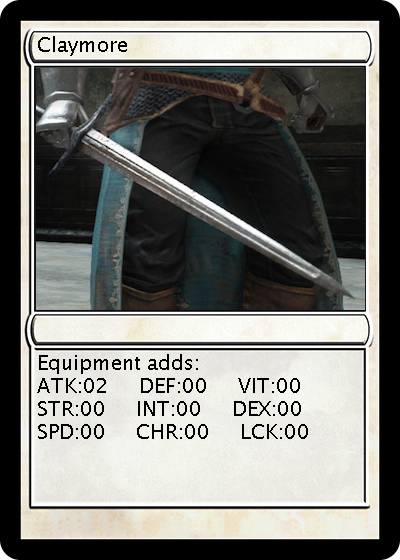 Claymore
Equipment adds:
ATK:02 DEF:00 VIT:00
STR:00 INT:00 DEX:00
SPD:00 CHR:00 LCK:00